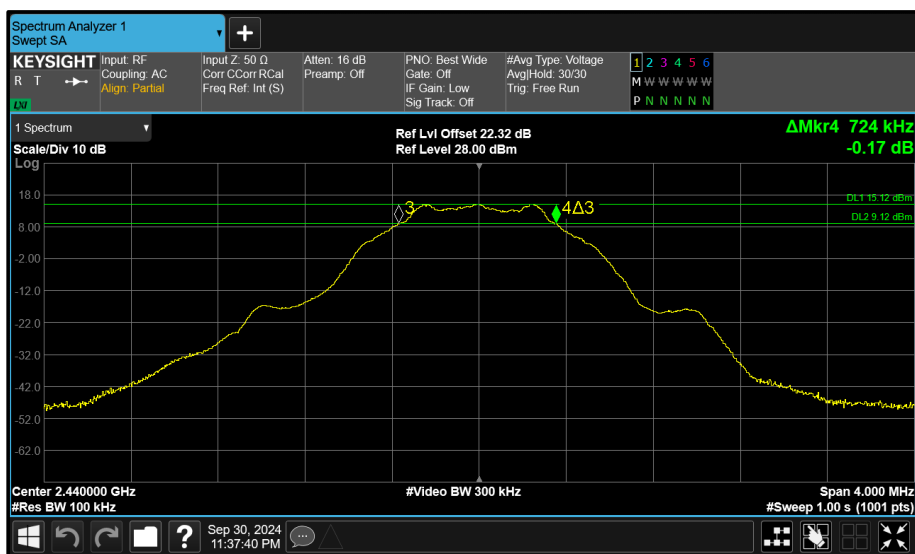 Spectrum Analyzer 1
Swept SA
+
KEYSIGHT
R T
LXI
Input: RF
Coupling: AC
Align: Partial
Input Z: 50 Ω
Corr CCorr RCal
Freq Ref: Int (S)
Atten: 16 dB
Preamp: Off
PNO: Best Wide
Gate: Off
IF Gain: Low
Sig Track: Off
#Avg Type: Voltage
Avg|Hold: 30/30
Trig: Free Run
1 2 3 4 5 6
M W W W W W
P N N N N N
1 Spectrum
Scale/Div 10 dB
Log
Ref Lvl Offset 22.32 dB
Ref Level 28.00 dBm
ΔMkr4 724 kHz
-0.17 dB
18.0
8.00
-2.00
-12.0
-22.0
-32.0
-42.0
-52.0
-62.0
3
4Δ3
DL1 15.12 dBm
DL2 9.12 dBm
Center 2.440000 GHz
#Res BW 100 kHz
#Video BW 300 kHz
Span 4.000 MHz
#Sweep 1.00 s (1001 pts)
?
Sep 30, 2024
11:37:40 PM